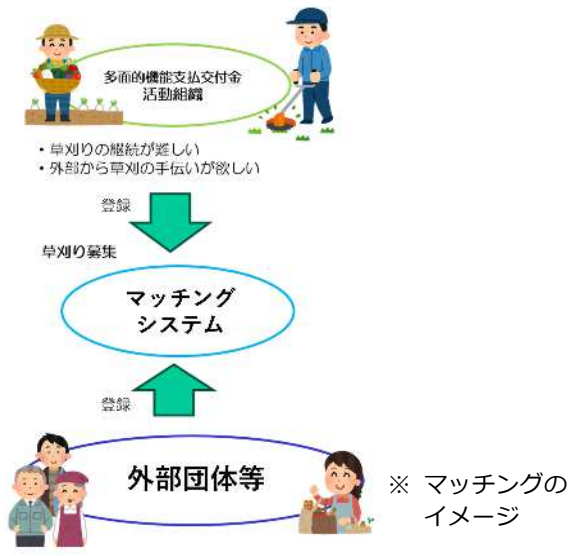 多面的機能支払交付金
活動組織
・草刈りの継続が難しい
・外部から草刈の手伝いが欲しい
登録
草刈り募集
マッチング
システム
登録
外部団体等
※ マッチングの
イメージ